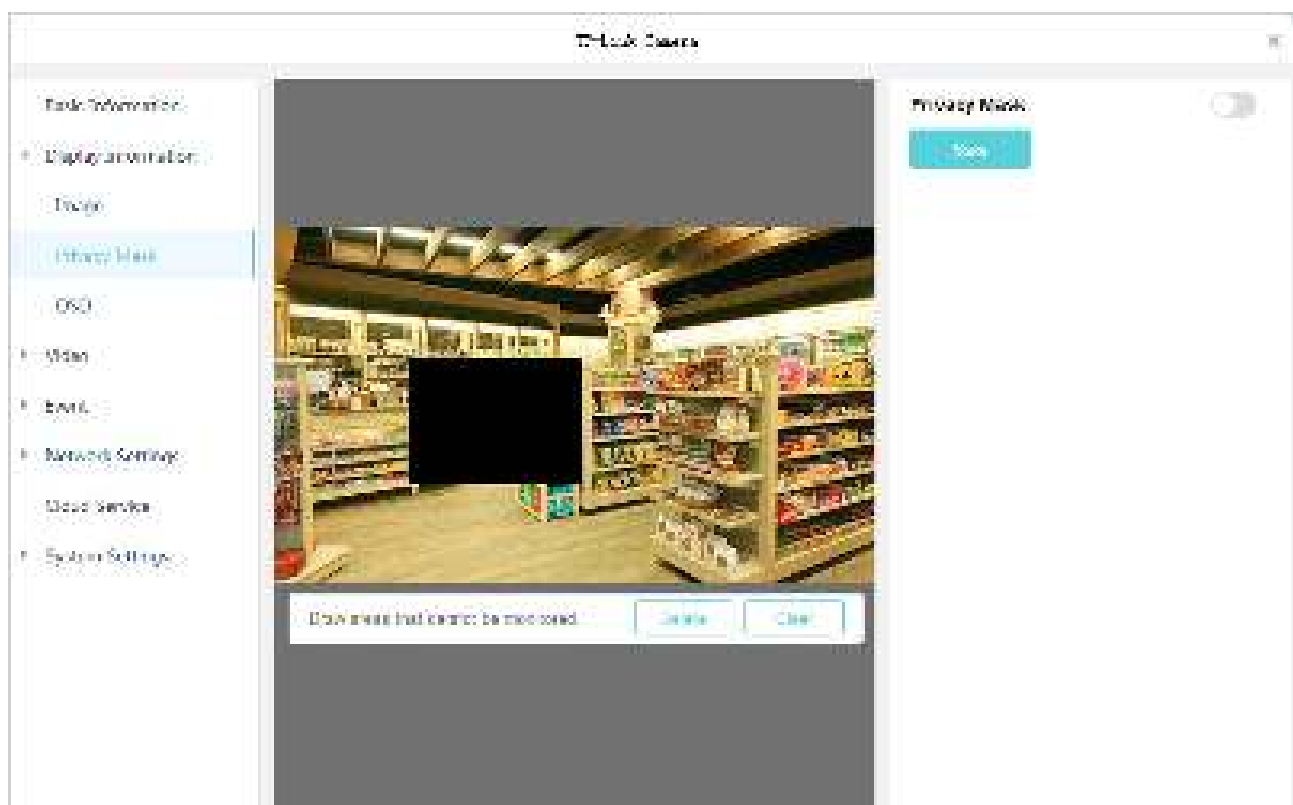 TP-Link Camera
Basic Information
Display Information
Image
Privacy Mask
OSD
Video
Event
Network Settings
Cloud Service
System Settings
Privacy Mask
Draw areas that cannot be monitored.
Delete
Clear